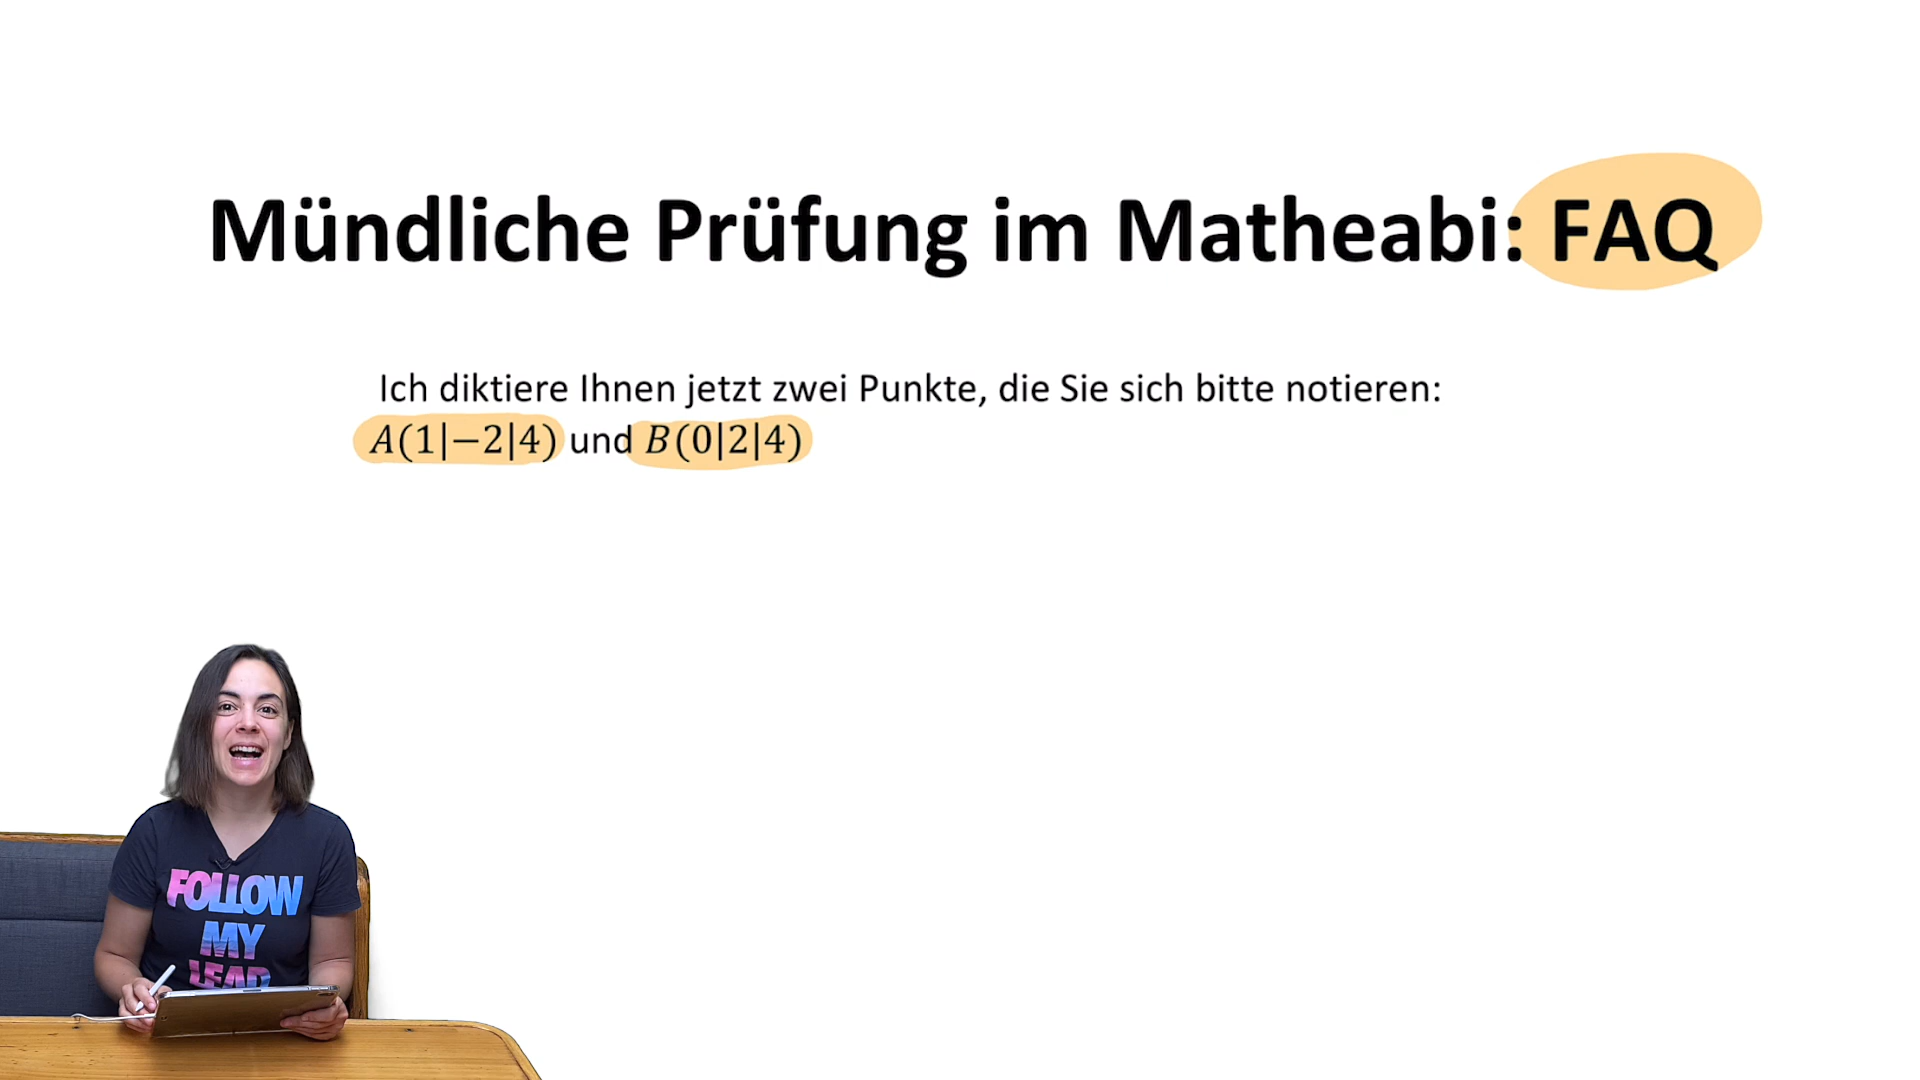 Mündliche Prüfung im Matheabi: FAQ
Ich diktiere Ihnen jetzt zwei Punkte, die Sie sich bitte notieren:
A(1|−2|4) und B(0|2|4)
FOLLOW
MY
LEAD